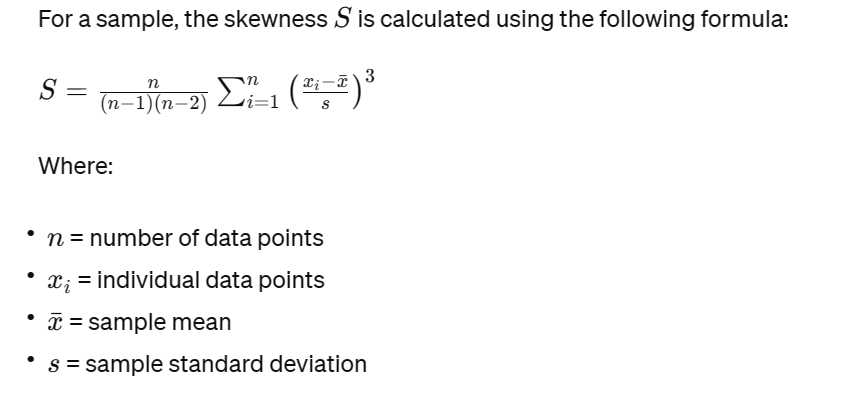 For a sample, the skewness S is calculated using the following formula:
S = \frac{n}{(n-1)(n-2)} \sum_{i=1}^{n} \left( \frac{x_i - \bar{x}}{s} \right)^3
Where:
• n = number of data points
• x_i = individual data points
• \bar{x} = sample mean
• s = sample standard deviation